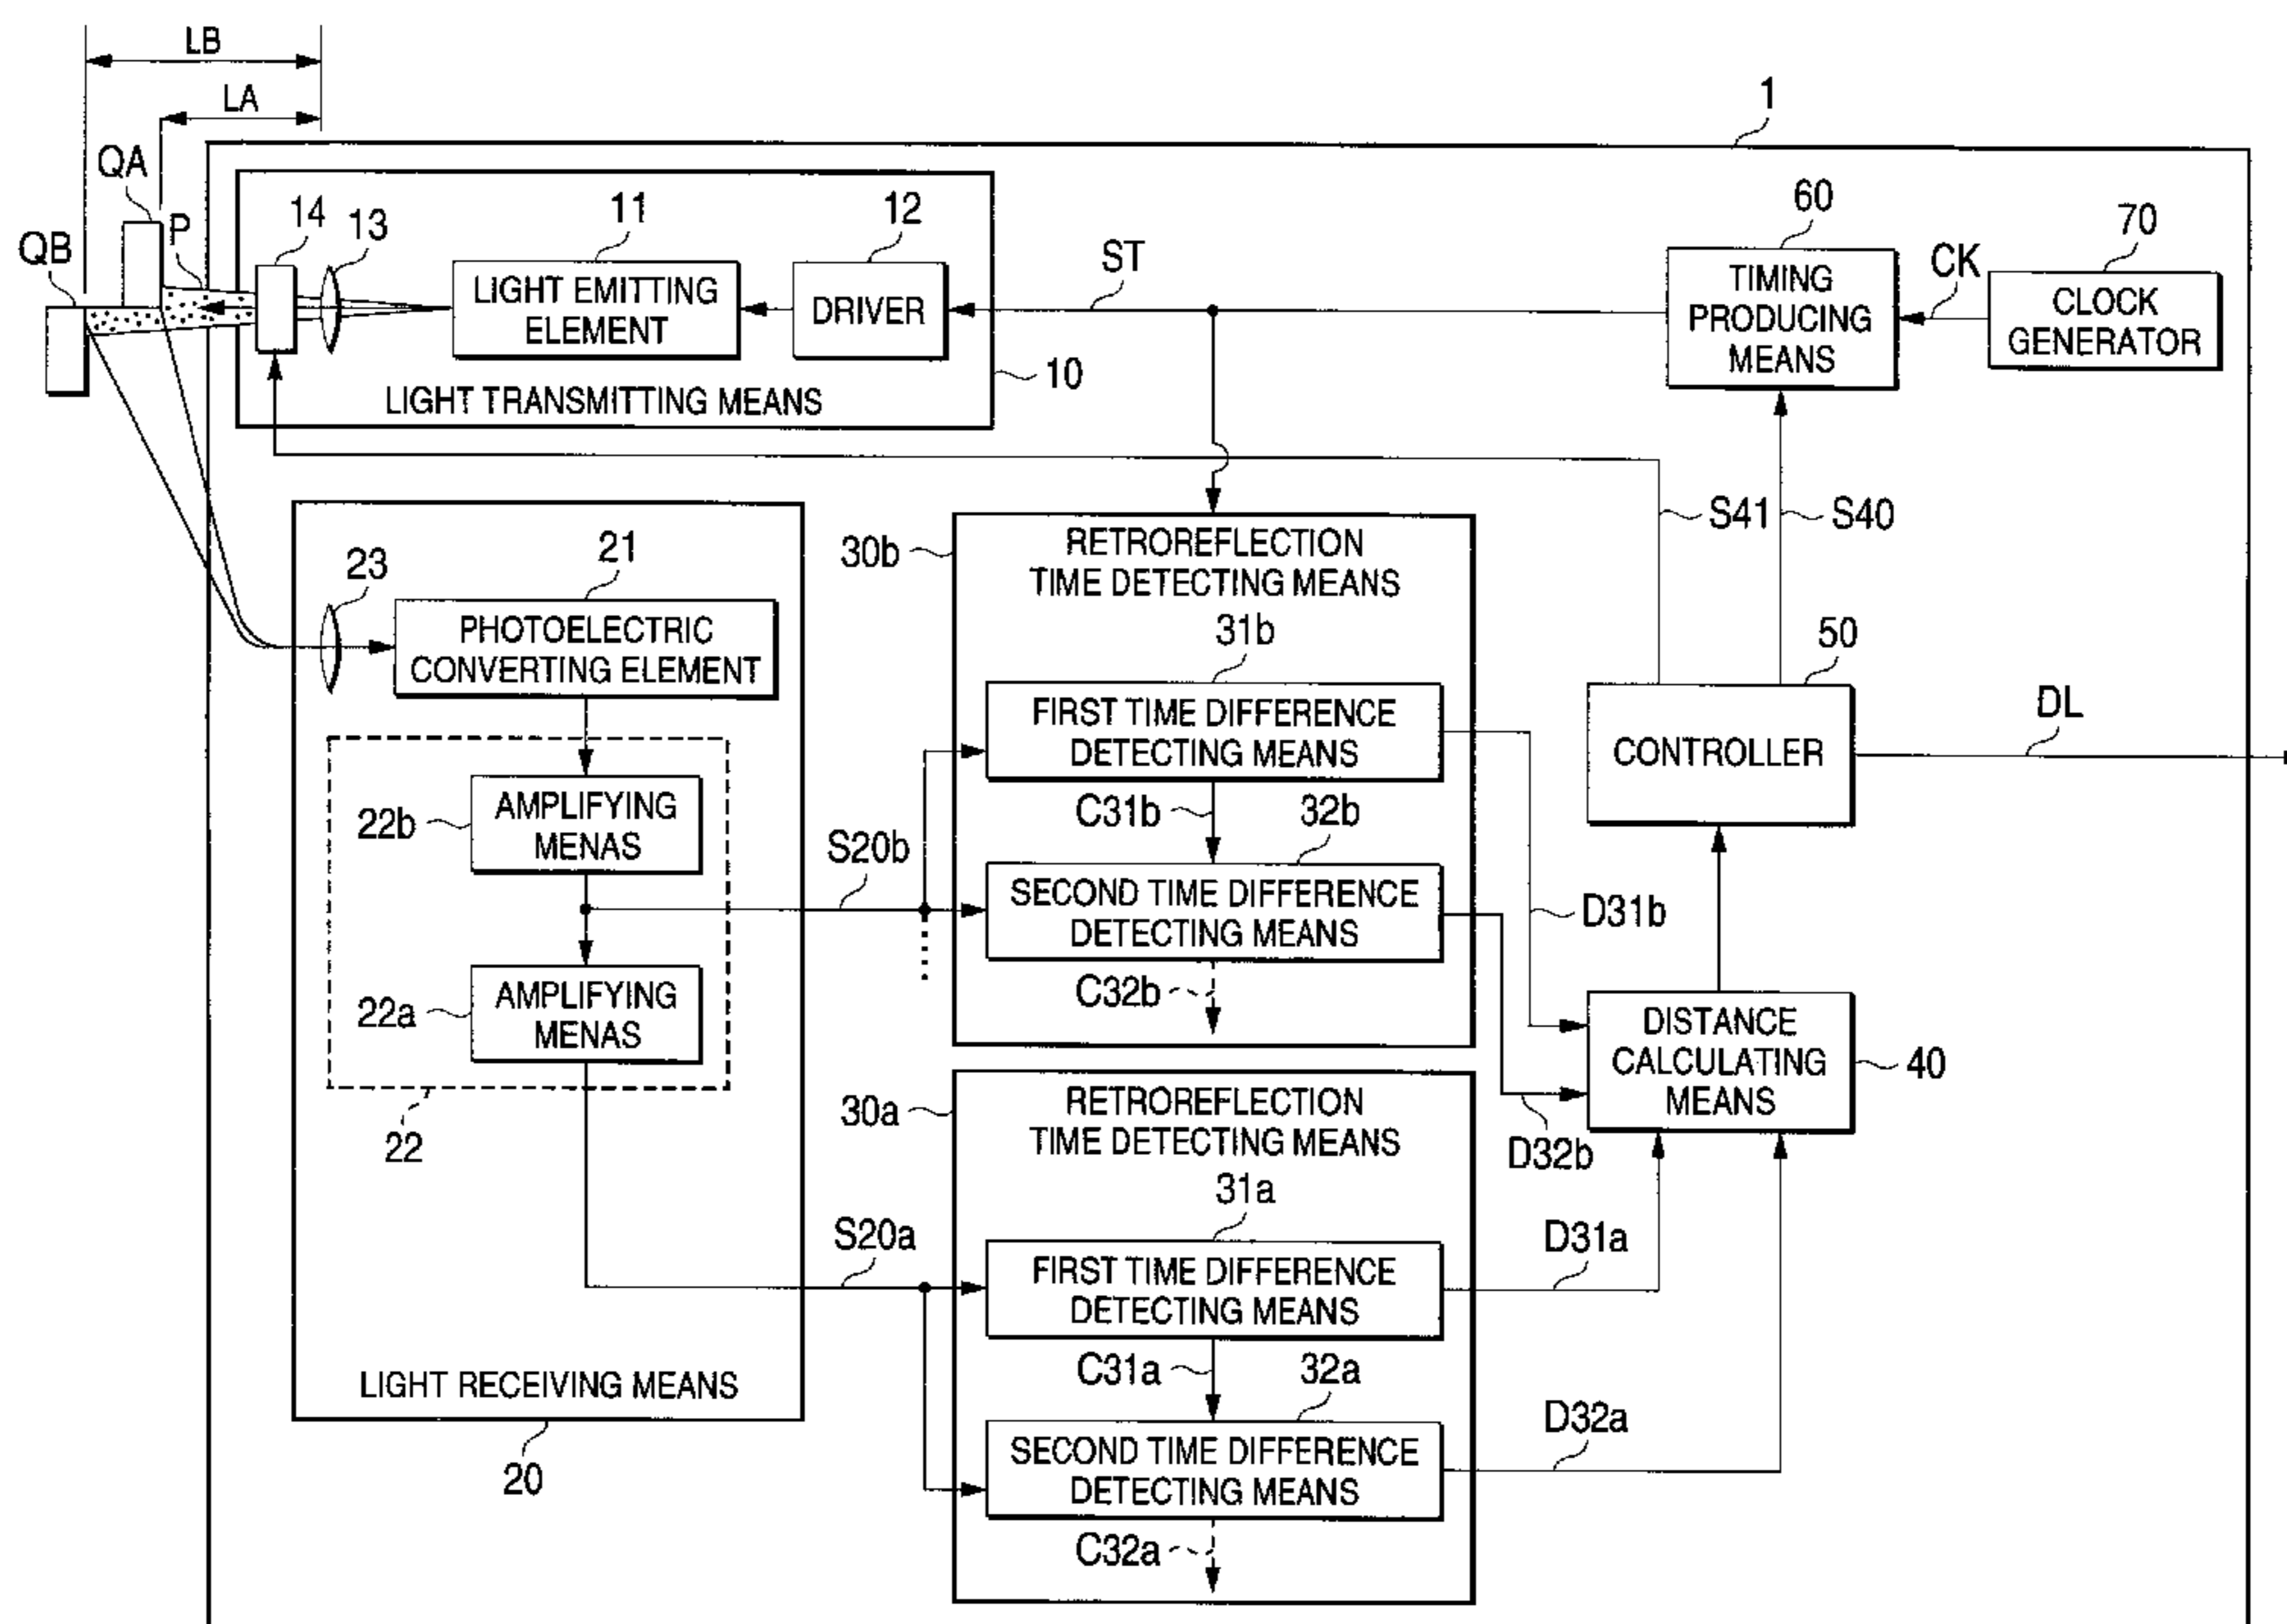 LB
LA
1
QA
P
QB
14
13
11
12
LIGHT EMITTING
ELEMENT
DRIVER
LIGHT TRANSMITTING MEANS
10
ST
60
TIMING
PRODUCING
MEANS
CK
70
CLOCK
GENERATOR
S41
S40
23
21
PHOTOELECTRIC
CONVERTING ELEMENT
22b
AMPLIFYING
MENAS
22a
AMPLIFYING
MENAS
22
LIGHT RECEIVING MEANS
20
S20b
S20a
30b
RETROREFLECTION
TIME DETECTING MEANS
31b
FIRST TIME DIFFERENCE
DETECTING MEANS
C31b
32b
SECOND TIME DIFFERENCE
DETECTING MEANS
C32b
30a
RETROREFLECTION
TIME DETECTING MEANS
31a
FIRST TIME DIFFERENCE
DETECTING MEANS
C31a
32a
SECOND TIME DIFFERENCE
DETECTING MEANS
C32a
50
CONTROLLER
DL
D31b
D32b
DISTANCE
CALCULATING
MEANS
40
D31a
D32a